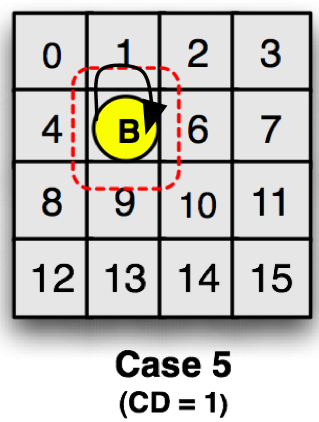 0 1 2 3
4 B 6 7
8 9 10 11
12 13 14 15
Case 5
(CD = 1)